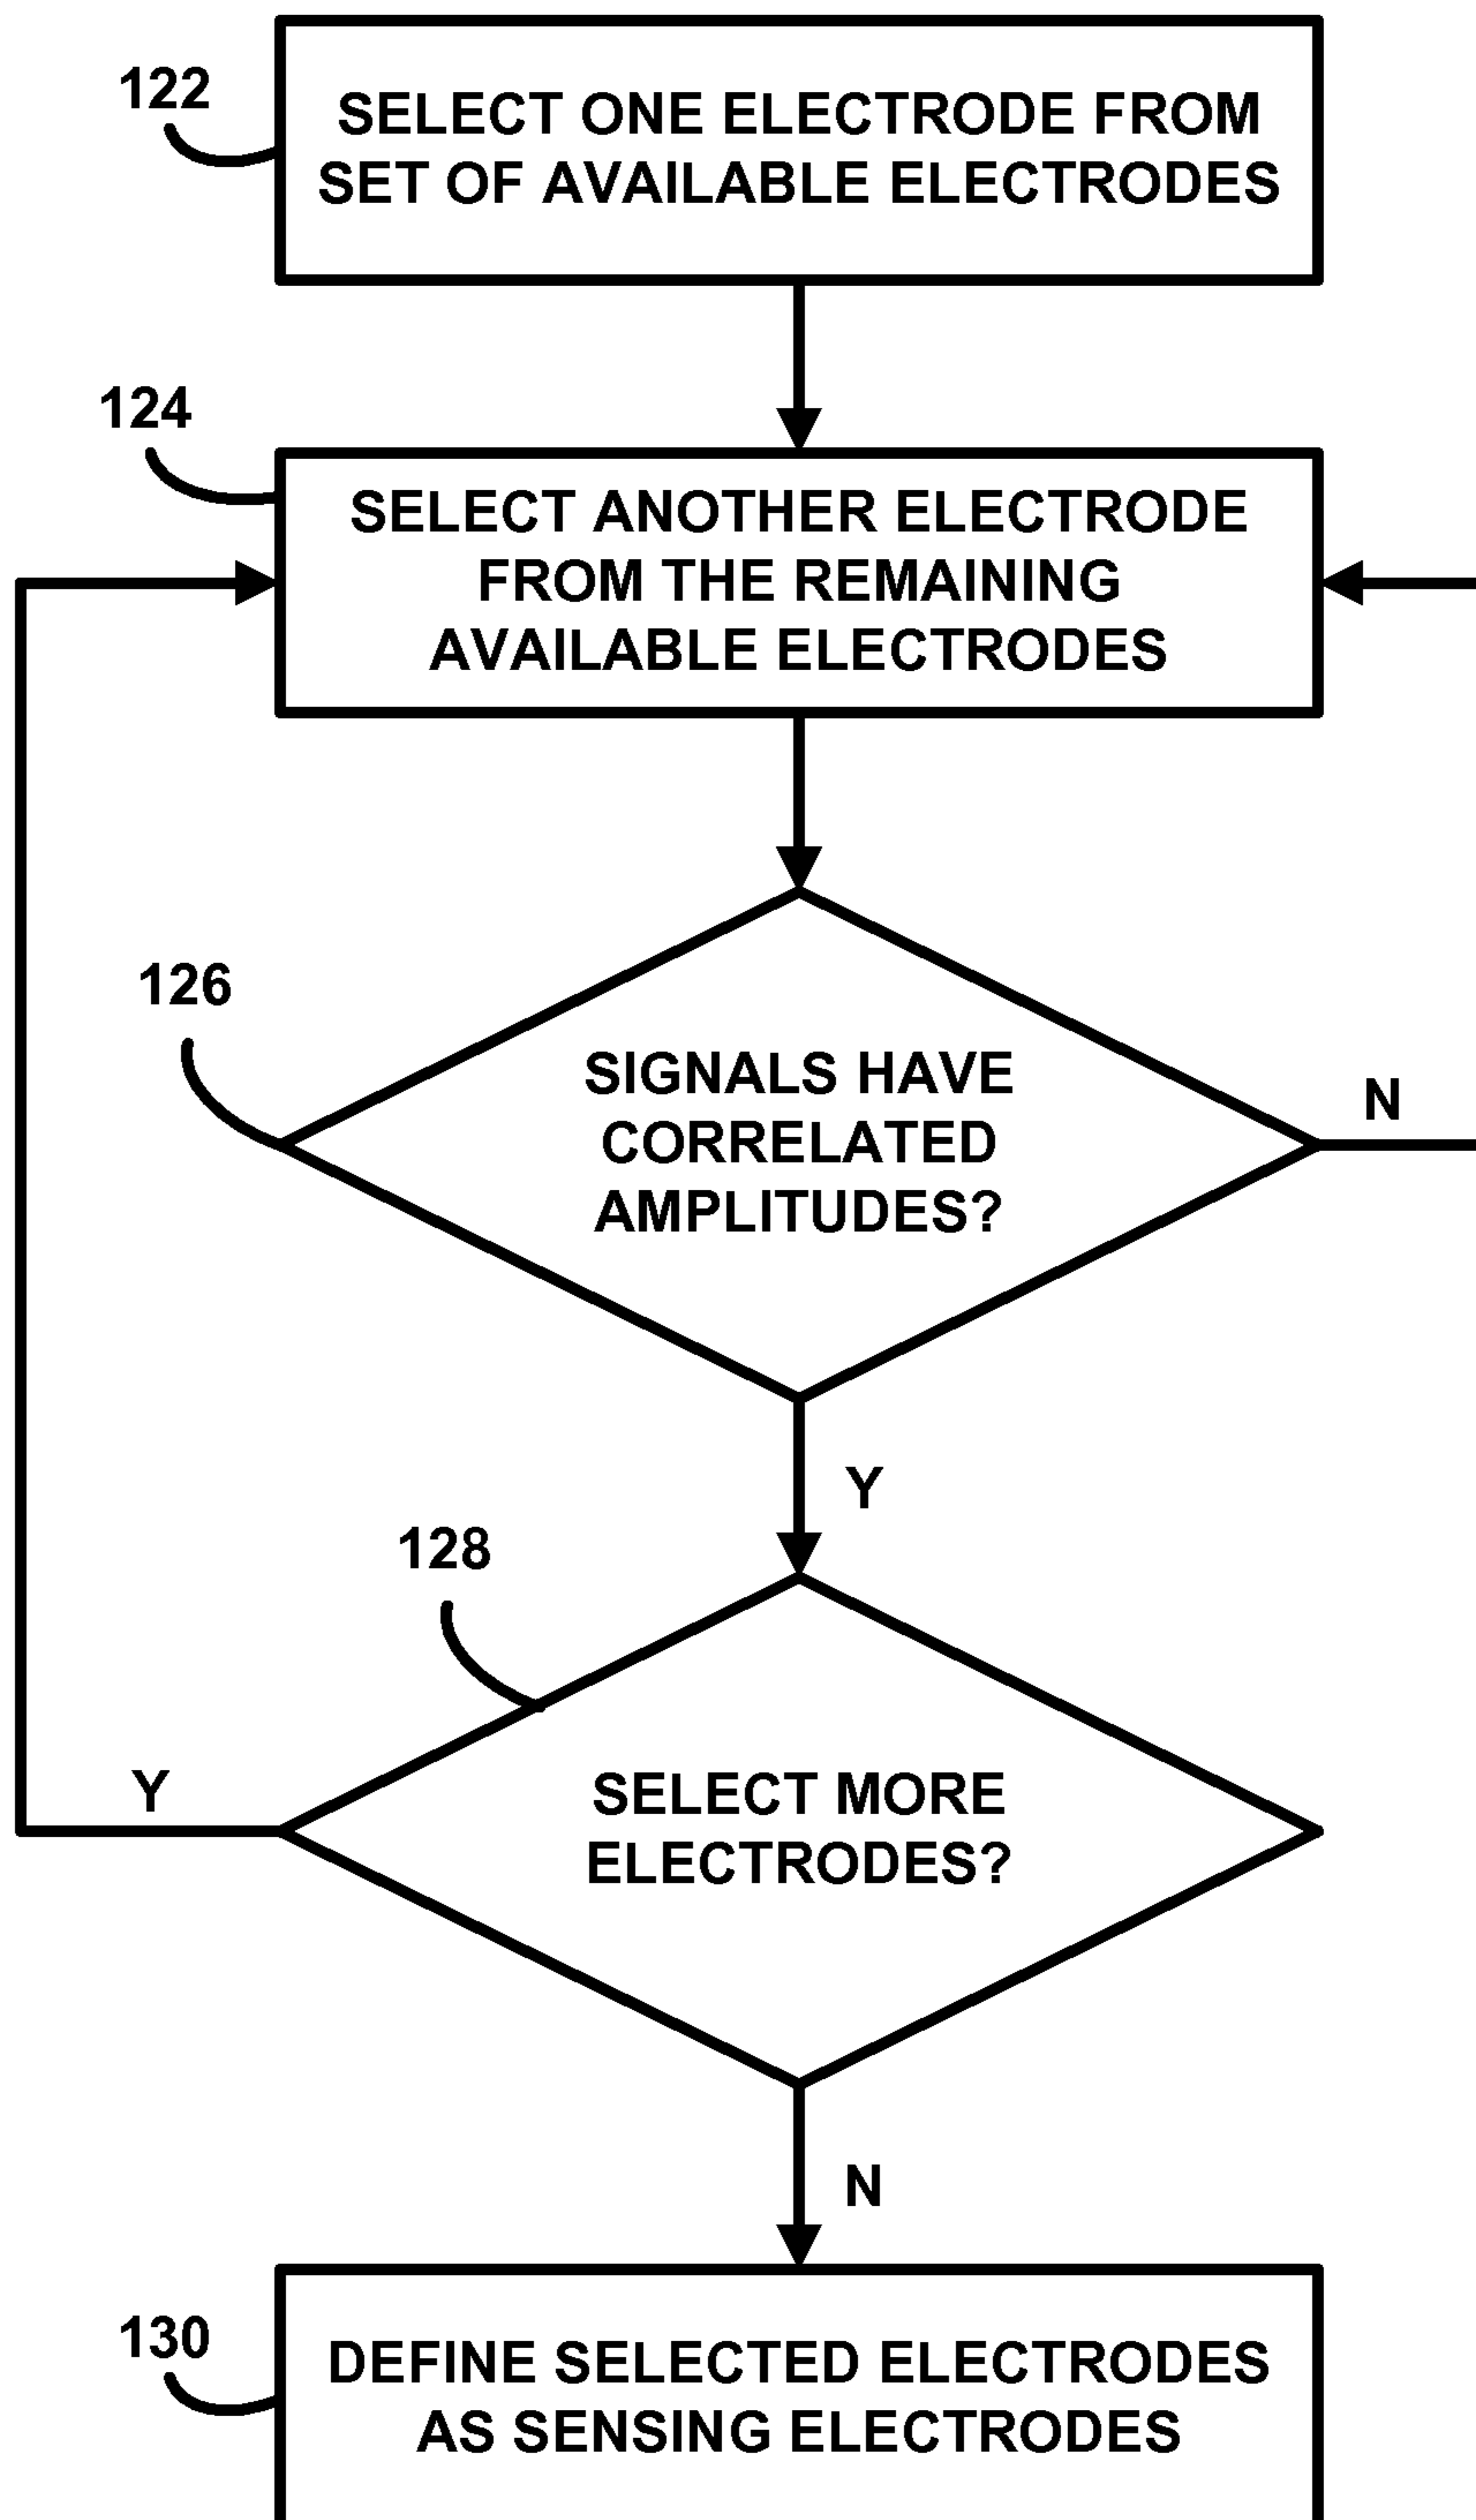 122
SELECT ONE ELECTRODE FROM
SET OF AVAILABLE ELECTRODES
124
SELECT ANOTHER ELECTRODE
FROM THE REMAINING
AVAILABLE ELECTRODES
126
SIGNALS HAVE
CORRELATED
AMPLITUDES?
N
Y
128
SELECT MORE
ELECTRODES?
Y
N
130
DEFINE SELECTED ELECTRODES
AS SENSING ELECTRODES